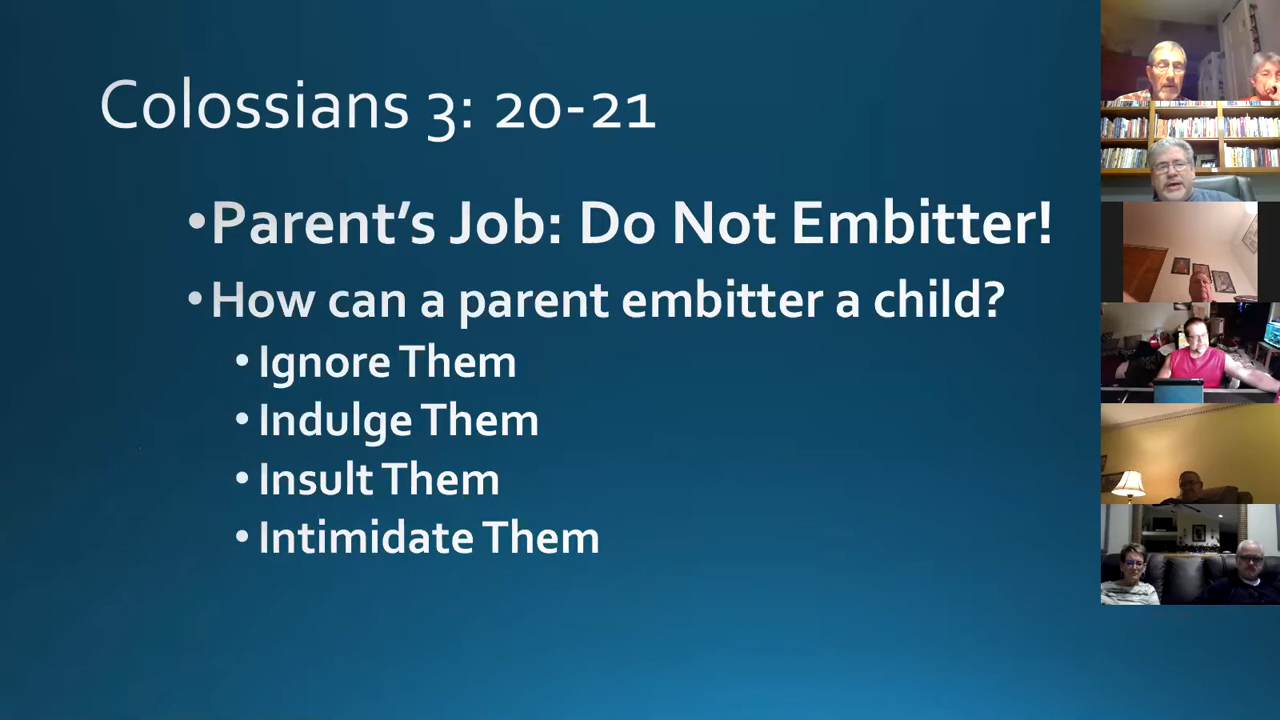 Colossians 3: 20-21
•Parent’s Job: Do Not Embitter!
•How can a parent embitter a child?
•Ignore Them
•Indulge Them
•Insult Them
•Intimidate Them